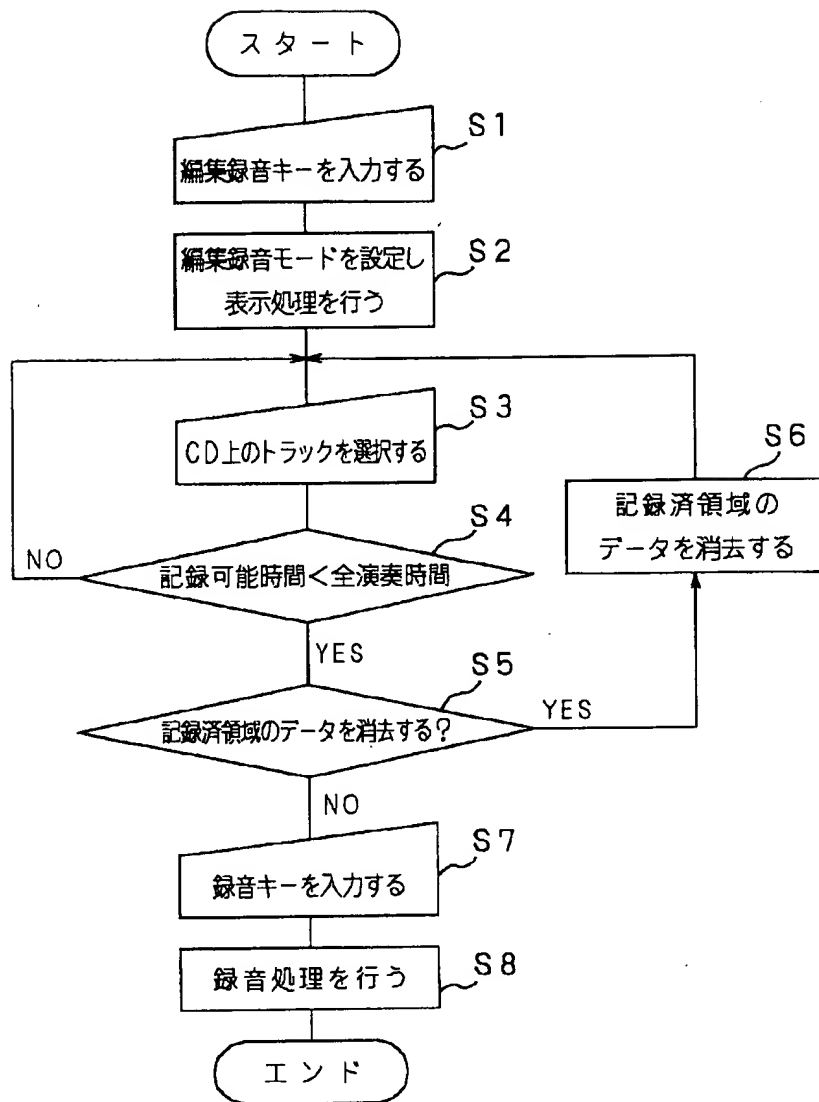 スタート
S1
編集録音キーを入力する
S2
編集録音モードを設定し
表示処理を行う
S3
CD上のトラックを選択する
S6
記録済領域の
データを消去する
S4
記録可能時間<全演奏時間
NO
YES
S5
記録済領域のデータを消去する?
YES
NO
S7
録音キーを入力する
S8
録音処理を行う
エンド